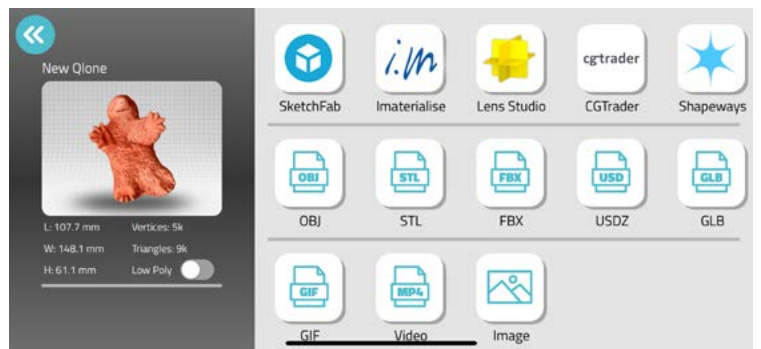 New Qlone
L: 107.7 mm Vertices: 5k
W: 148.1 mm Triangles: 9k
H: 61.1 mm Low Poly
i.m cgtrader
SketchFab Imaterialise Lens Studio CGTrader Shapeways
OBJ STL FBX USD GLB
OBJ STL FBX USDZ GLB
GIF MP4
GIF Video Image